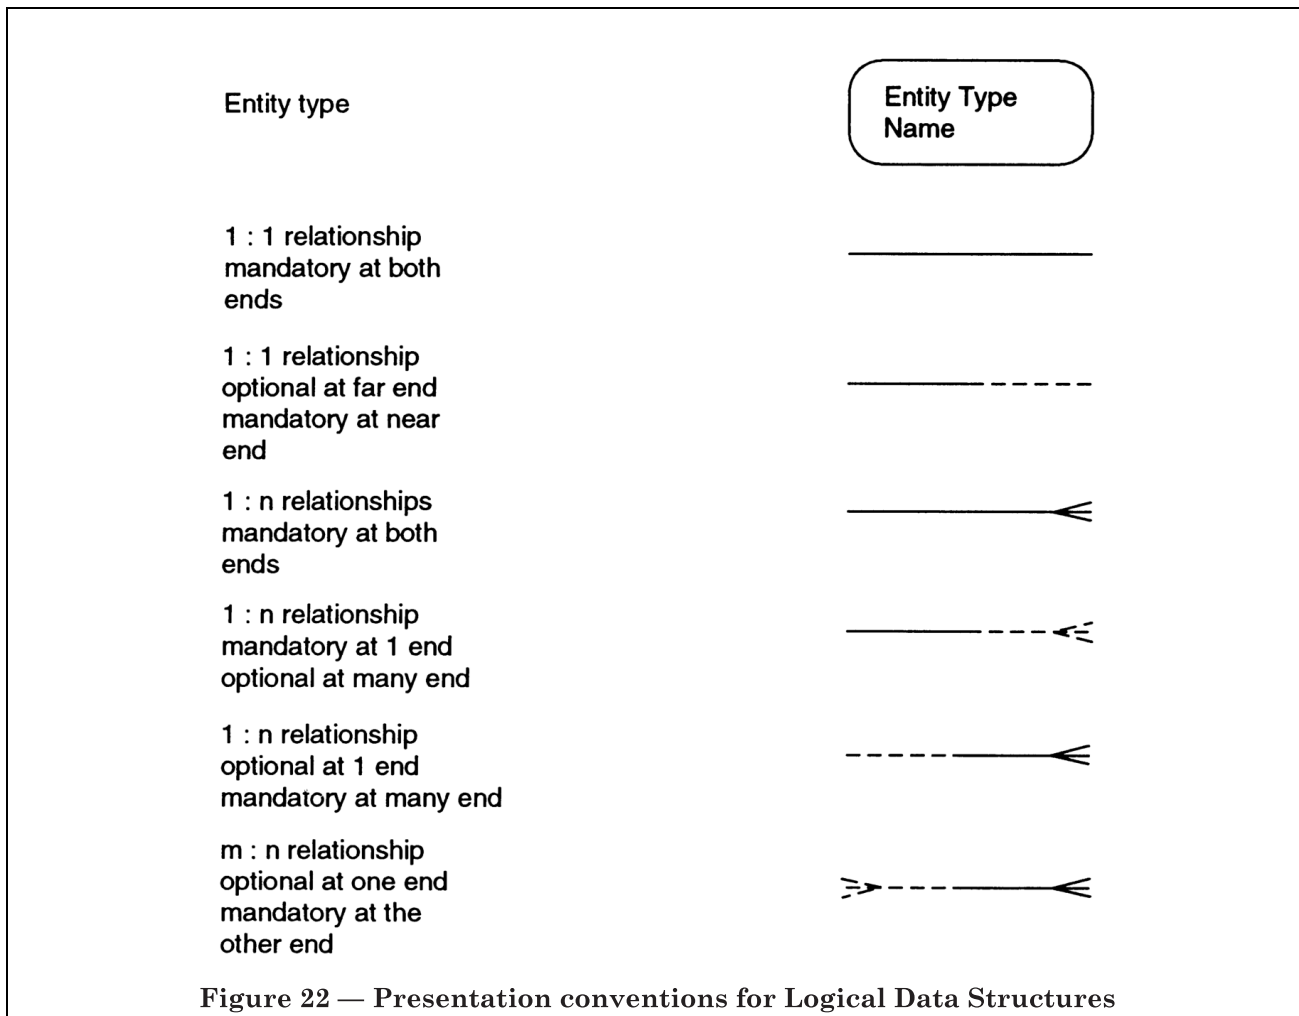 Entity type
Entity Type
Name
1 : 1 relationship
mandatory at both
ends
1 : 1 relationship
optional at far end
mandatory at near
end
1 : n relationships
mandatory at both
ends
1 : n relationship
mandatory at 1 end
optional at many end
1 : n relationship
optional at 1 end
mandatory at many end
m : n relationship
optional at one end
mandatory at the
other end
Figure 22 — Presentation conventions for Logical Data Structures